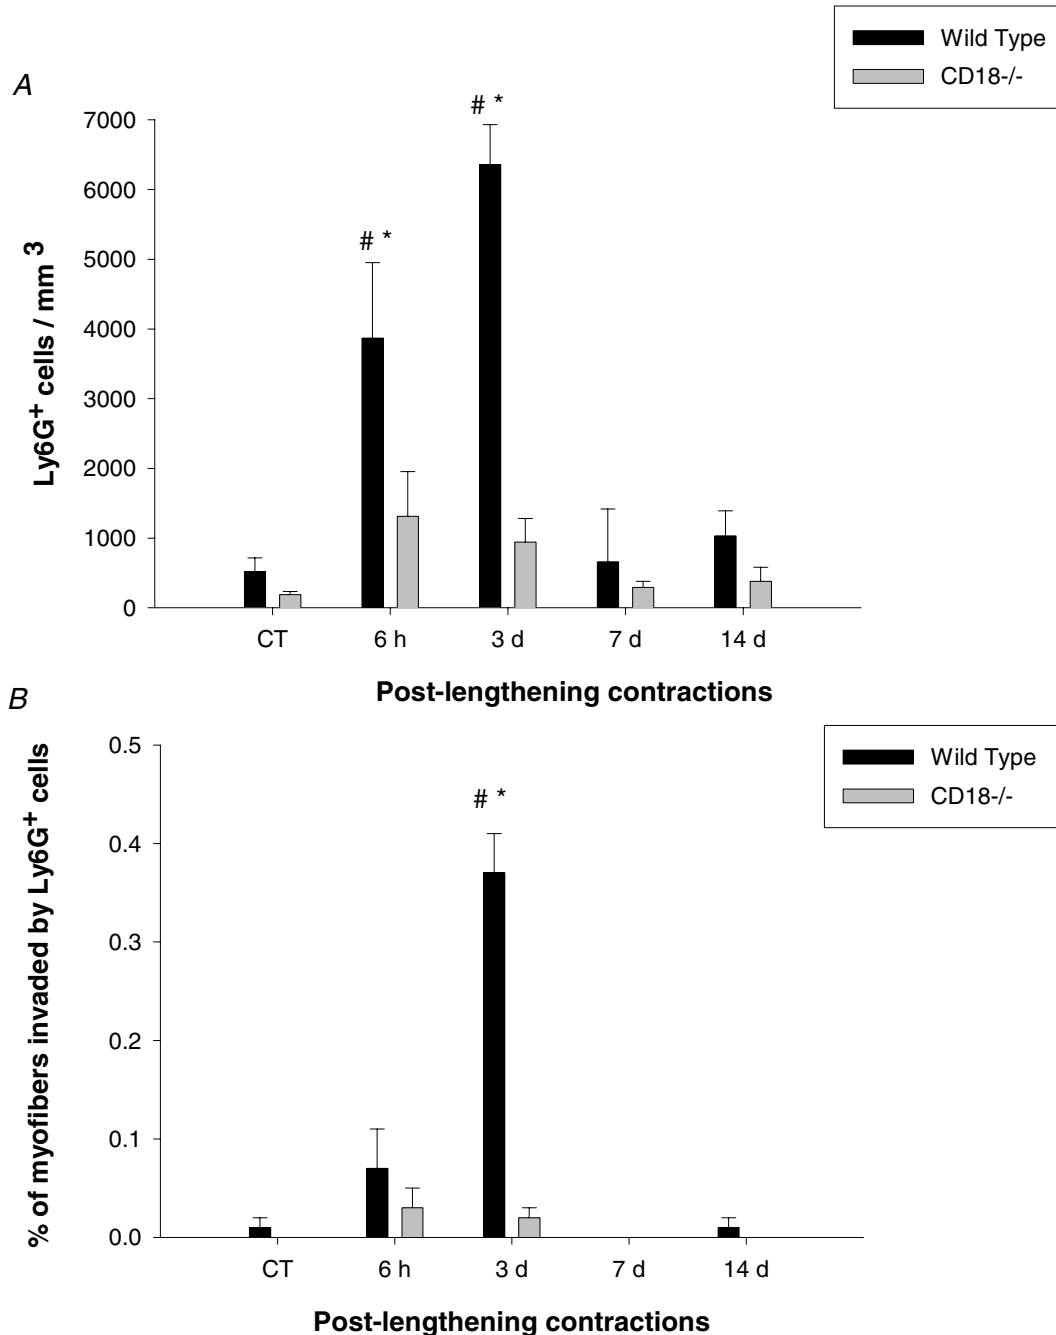 Wild Type
CD18-/-
A
# *
# *
7000
6000
5000
4000
3000
2000
1000
0
Ly6G⁺ cells / mm ³
CT 6 h 3 d 7 d 14 d
Post-lengthening contractions
B
Wild Type
CD18-/-
# *
0.5
0.4
0.3
0.2
0.1
0.0
% of myofibers invaded by Ly6G⁺ cells
CT 6 h 3 d 7 d 14 d
Post-lengthening contractions